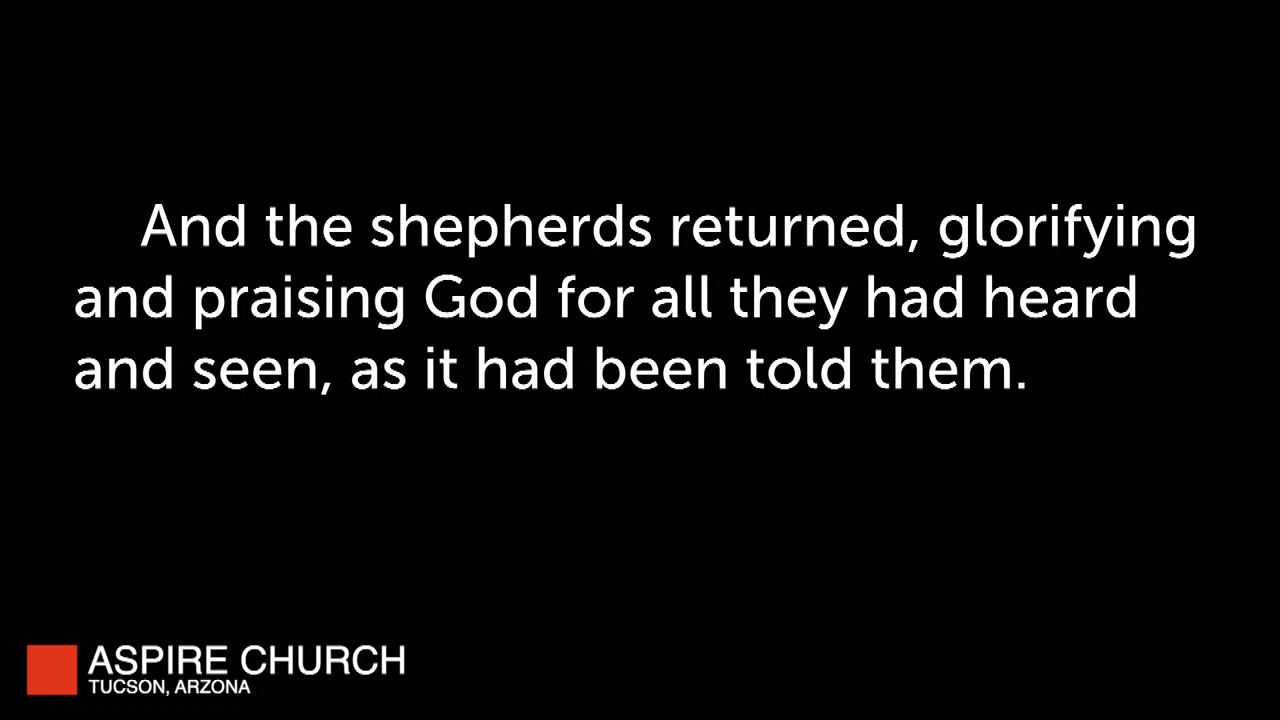 And the shepherds returned, glorifying
and praising God for all they had heard
and seen, as it had been told them.
ASPIRE CHURCH
TUCSON, ARZONA